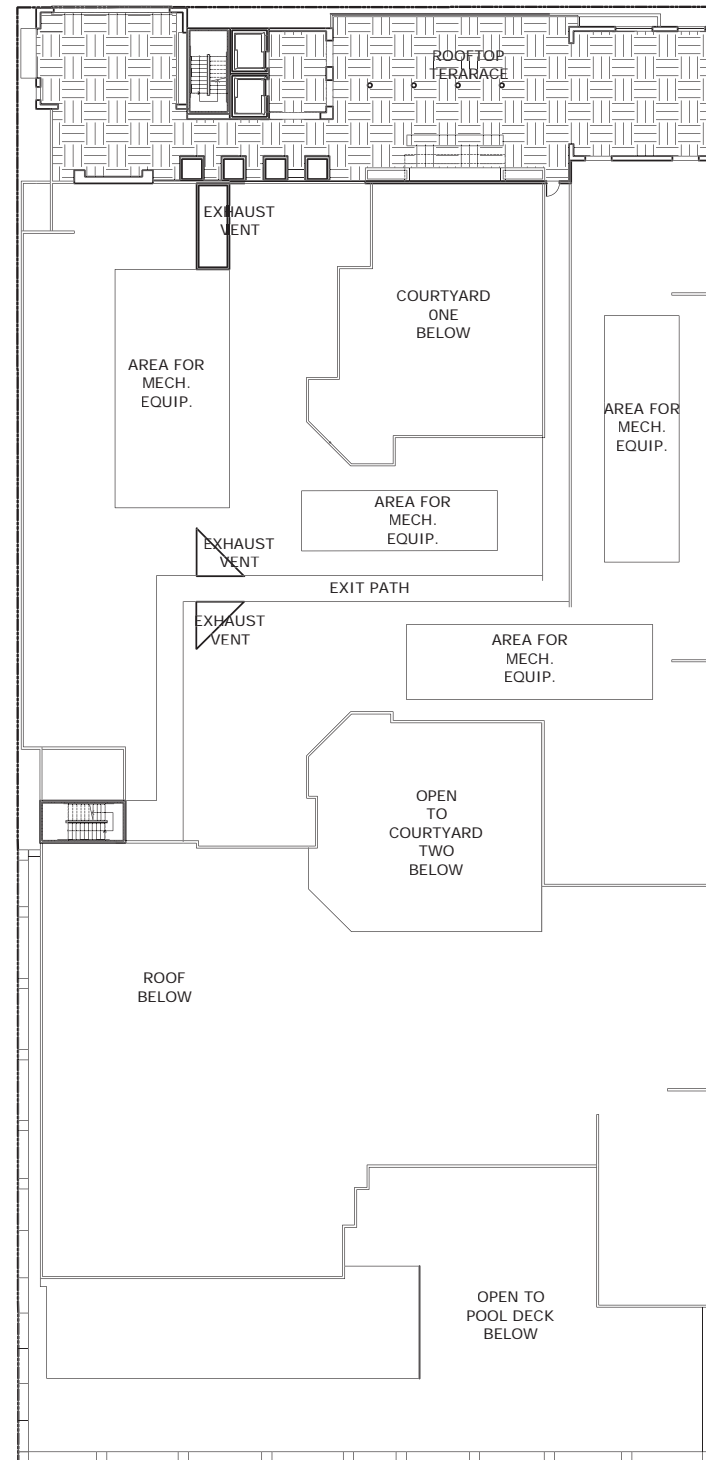 ROOFTOP
TERARACE
EXHAUST
VENT
COURTYARD
ONE
BELOW
AREA FOR
MECH.
EQUIP.
AREA FOR
MECH.
EQUIP.
AREA FOR
MECH.
EQUIP.
EXHAUST
VENT
EXIT PATH
EXHAUST
VENT
AREA FOR
MECH.
EQUIP.
OPEN
TO
COURTYARD
TWO
BELOW
ROOF
BELOW
OPEN TO
POOL DECK
BELOW